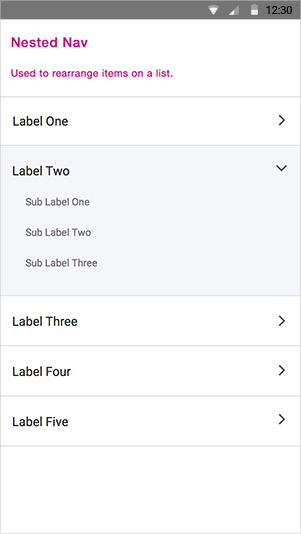 12:30
Nested Nav
Used to rearrange items on a list.
Label One
Label Two
Sub Label One
Sub Label Two
Sub Label Three
Label Three
Label Four
Label Five